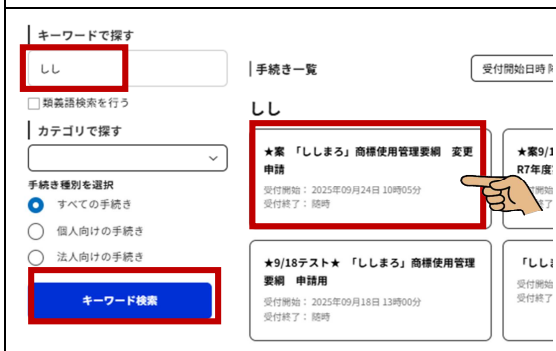 キーワードで探す
しし
類義語検索を行う
カテゴリで探す
手続き種別を選択
すべての手続き
個人向けの手続き
法人向けの手続き
キーワード検索
手続き一覧
受付開始日時
しし
★案 「ししまろ」商標使用管理要綱 変更
申請
受付開始： 2025年09月24日 10時05分
受付終了： 随時
★案9/1
R7年度
★9/18テスト★ 「ししまろ」商標使用管理
要綱 申請用
受付開始： 2025年09月18日 13時00分
受付終了： 随時
「しし
受付開始
受付終了